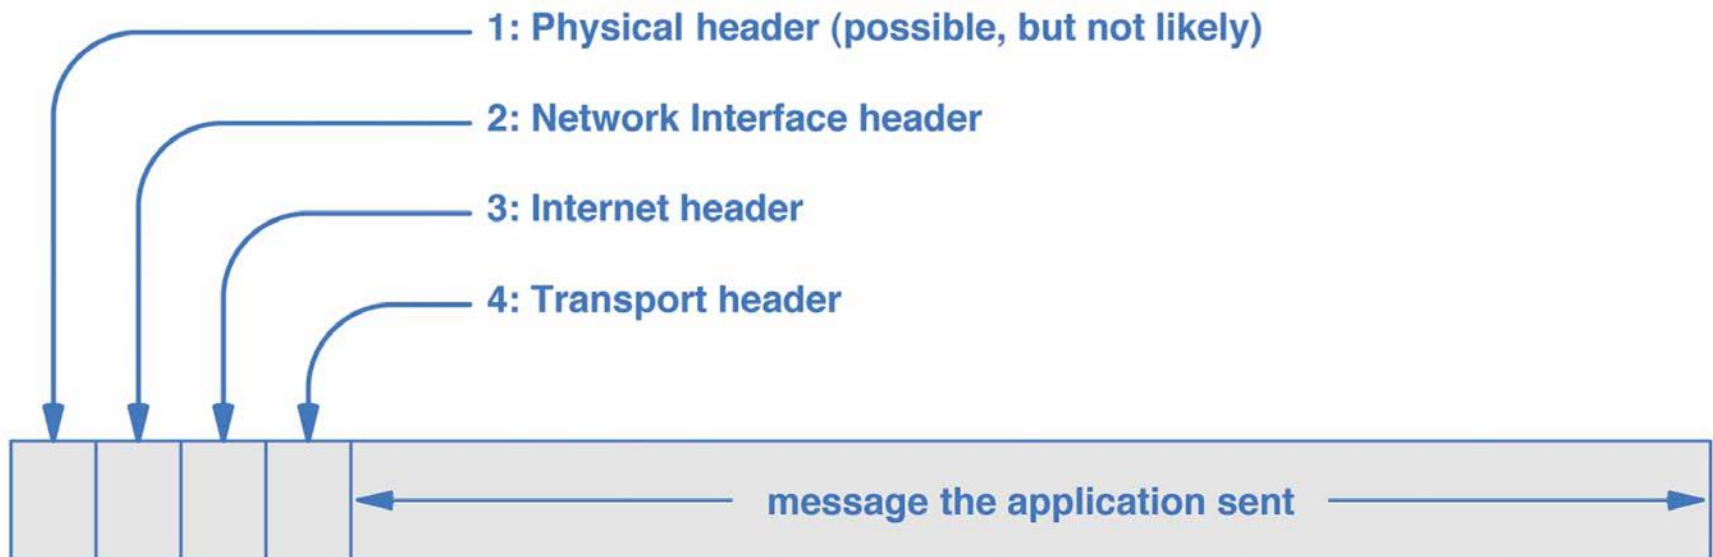 1: Physical header (possible, but not likely)
2: Network Interface header
3: Internet header
4: Transport header
message the application sent